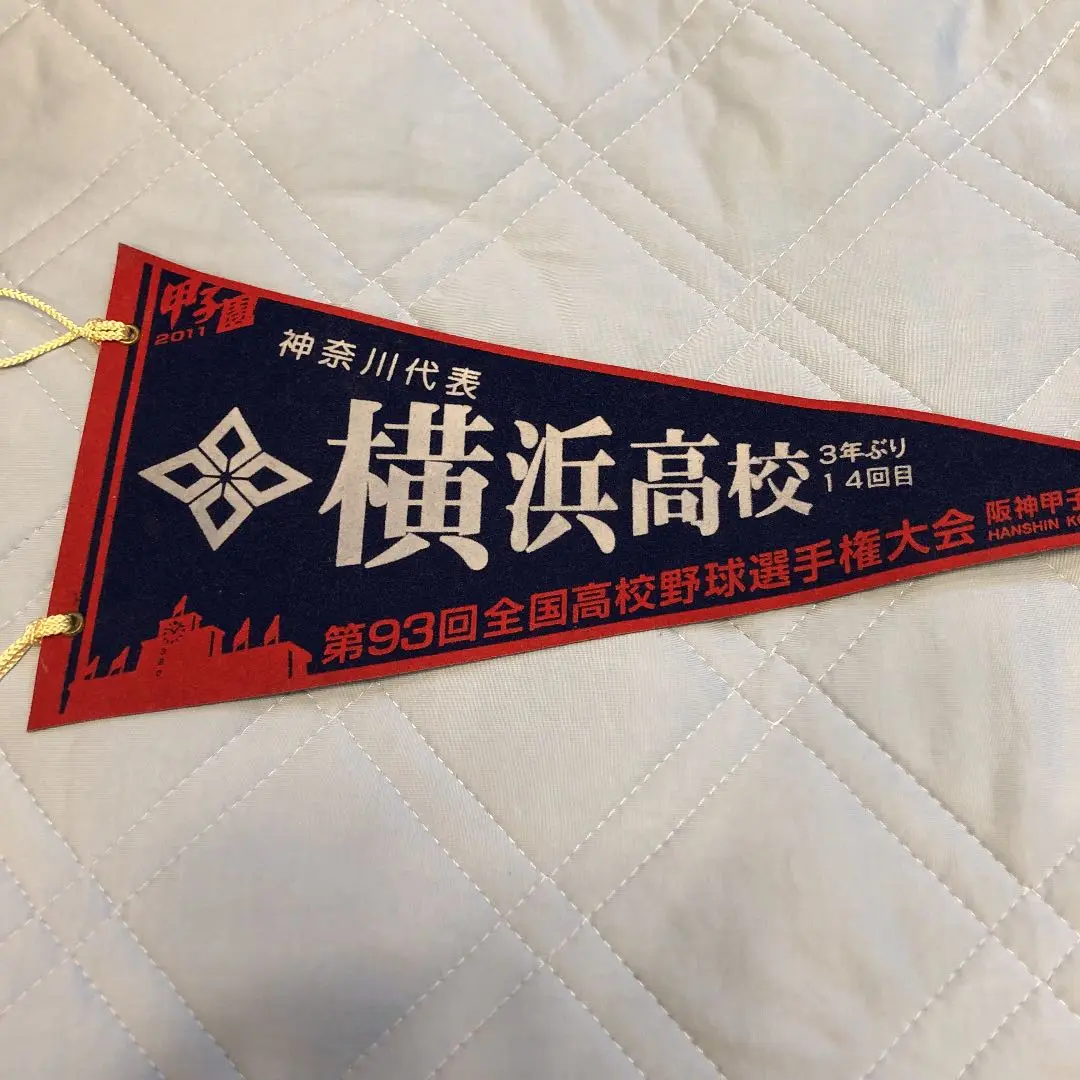 甲子園
2011
神奈川代表
横浜高校
3年ぶり
14回目
第93回全国高校野球選手権大会
阪神甲子
HANSHIN